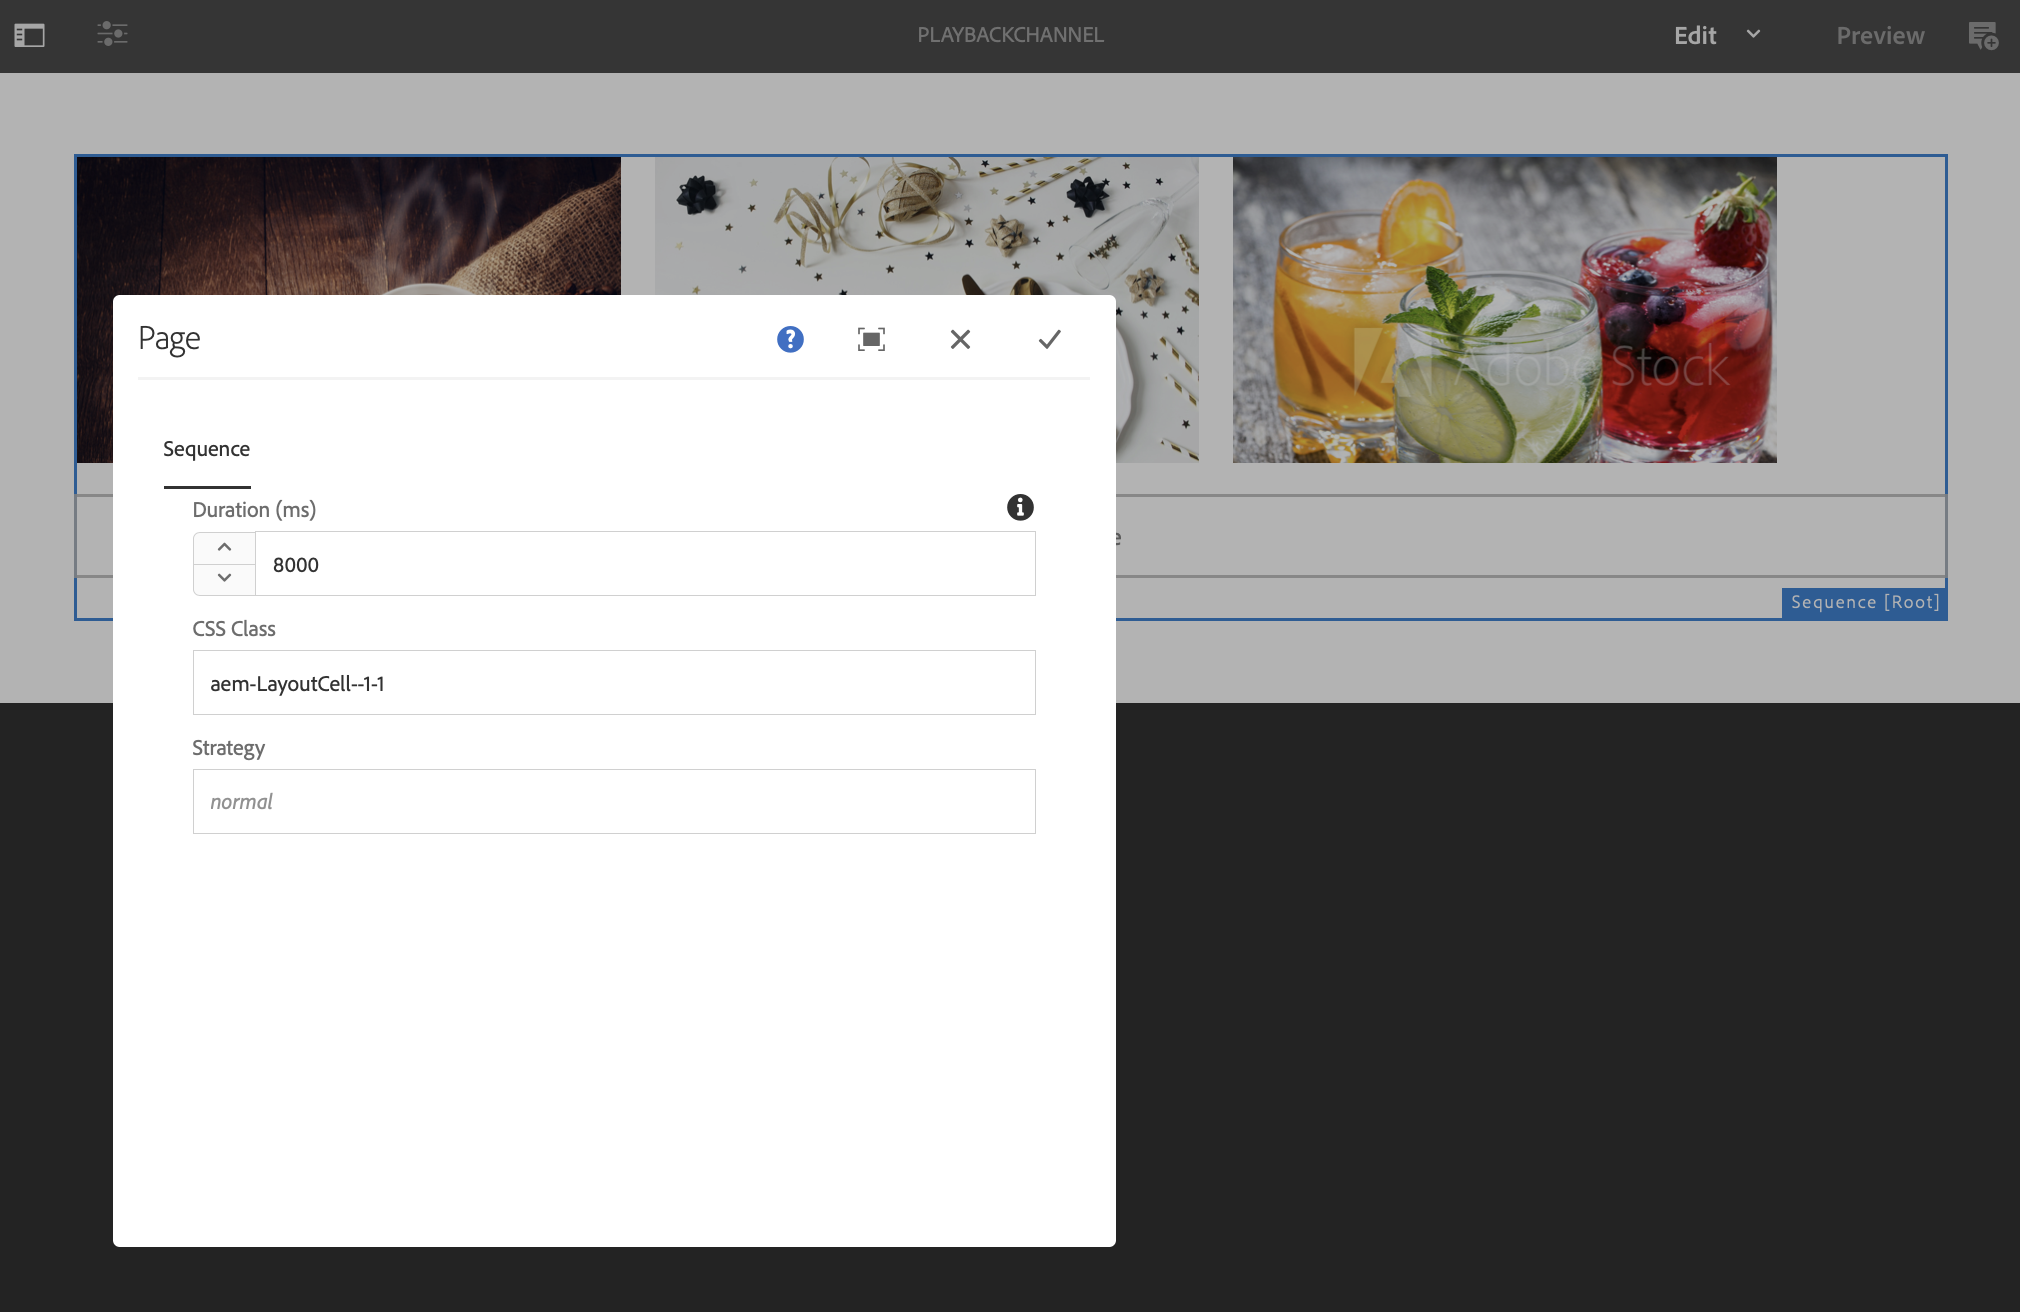 PLAYBACKCHANNEL
Edit
Preview
Adobe Stock
Page
Sequence
Duration (ms)
8000
e
CSS Class
aem-LayoutCell--1-1
Sequence [Root]
Strategy
normal